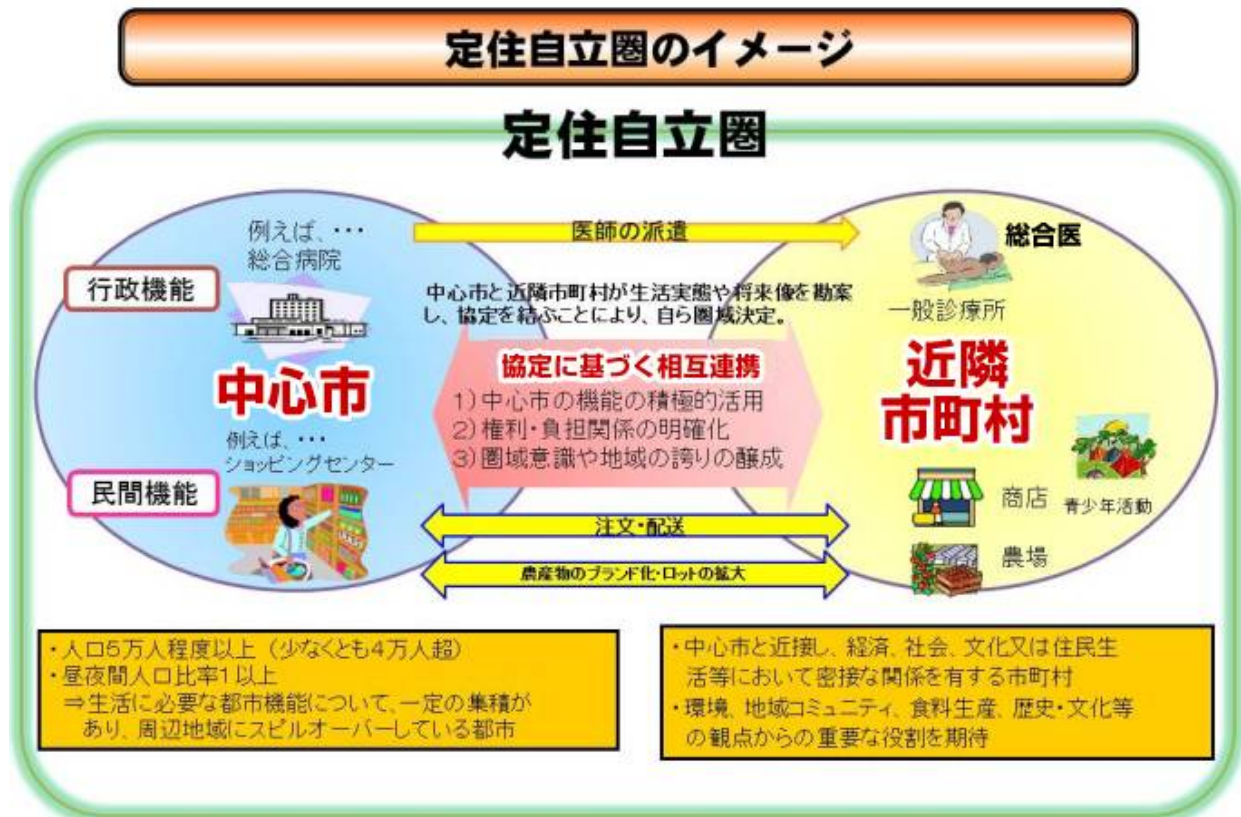 定住自立圏のイメージ
定住自立圏
例えば、・・・
総合病院
行政機能
中心市
例えば、・・・
ショッピングセンター
民間機能
医師の派遣
中心市と近隣市町村が生活実態や将来像を勘案
し、協定を結ぶことにより、自ら圏域決定。
協定に基づく相互連携
1)中心市の機能の積極的活用
2)権利・負担関係の明確化
3)圏域意識や地域の誇りの醸成
注文・配送
農産物のブランド化・ロットの拡大
総合医
一般診療所
近隣
市町村
商店
青少年活動
農場
・人口5万人程度以上（少なくとも4万人超）
・昼夜間人口比率1以上
⇒生活に必要な都市機能について、一定の集積が
あり、周辺地域にスピルオーバーしている都市
・中心市と近接し、経済、社会、文化又は住民生
活等において密接な関係を有する市町村
・環境、地域コミュニティ、食料生産、歴史・文化等
の観点からの重要な役割を期待